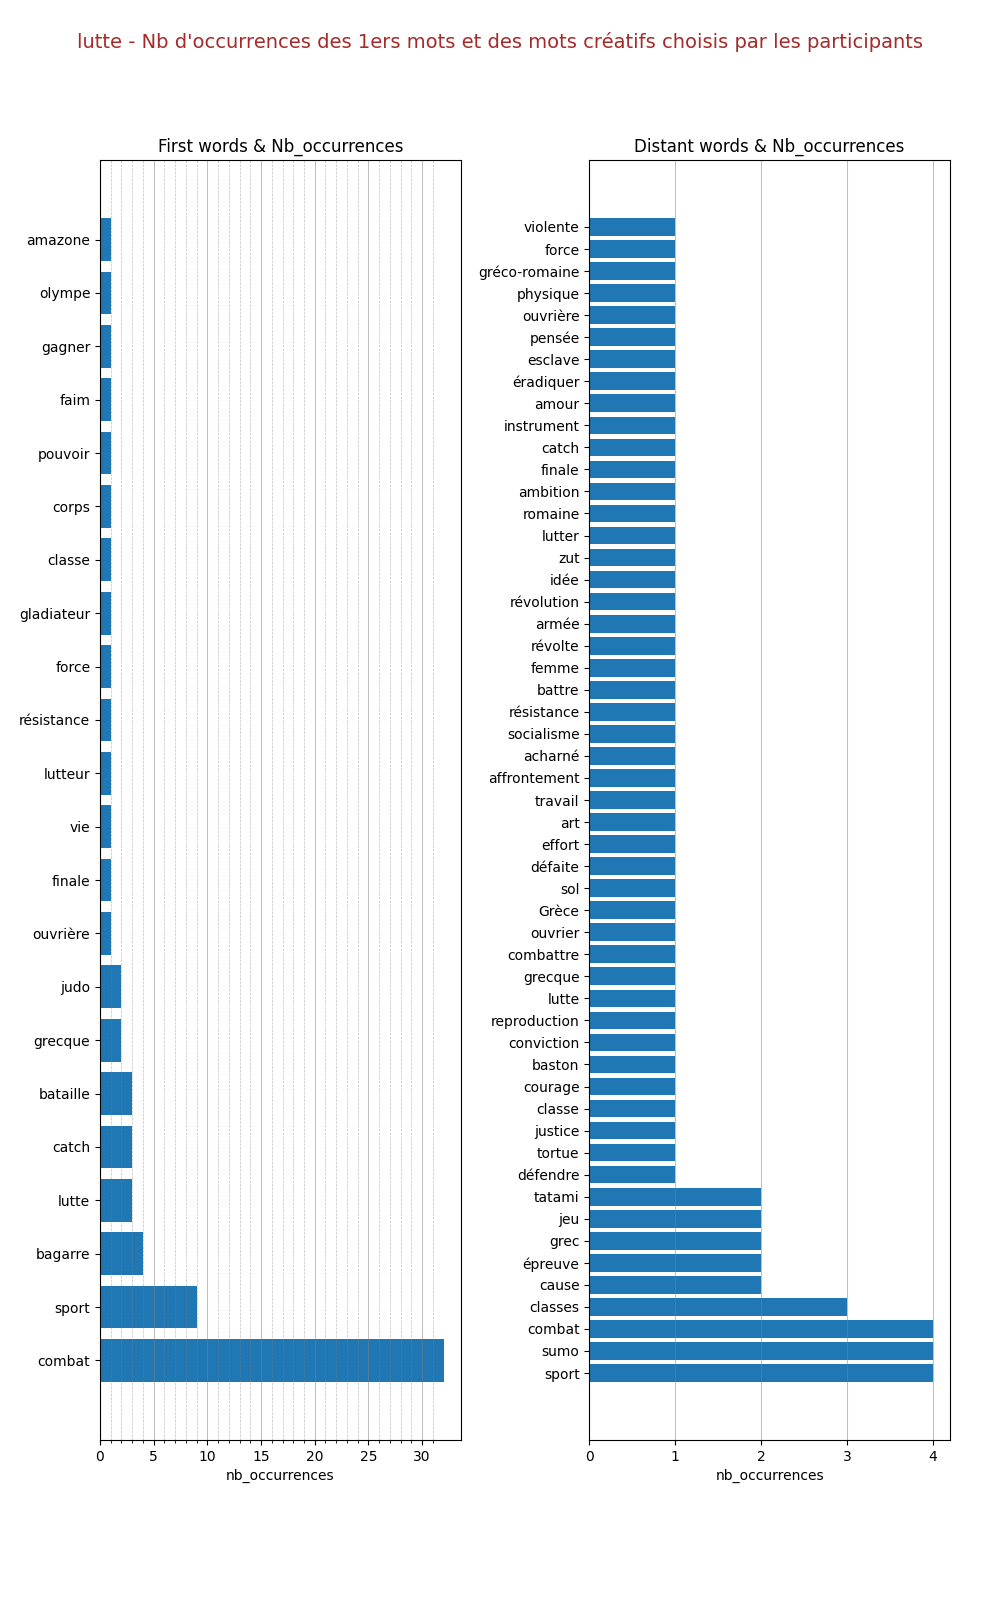 lutte - Nb d'occurrences des 1ers mots et des mots créatifs choisis par les participants
First words & Nb_occurrences
amazone
olympe
gagner
faim
pouvoir
corps
classe
gladiateur
force
résistance
lutteur
vie
finale
ouvrière
judo
grecque
bataille
catch
lutte
bagarre
sport
combat
0 5 10 15 20 25 30
nb_occurrences
Distant words & Nb_occurrences
violente
force
gréco-romaine
physique
ouvrière
pensée
esclave
éradiquer
amour
instrument
catch
finale
ambition
romaine
lutter
zut
idée
révolution
armée
révolte
femme
battre
résistance
socialisme
acharné
affrontement
travail
art
effort
défaite
sol
Grèce
ouvrier
combattre
grecque
lutte
reproduction
conviction
baston
courage
classe
justice
tortue
défendre
tatami
jeu
grec
épreuve
cause
classes
combat
sumo
sport
0 1 2 3 4
nb_occurrences